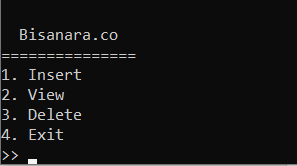 Bisanara.co
===============
1. Insert
2. View
3. Delete
4. Exit
>> _